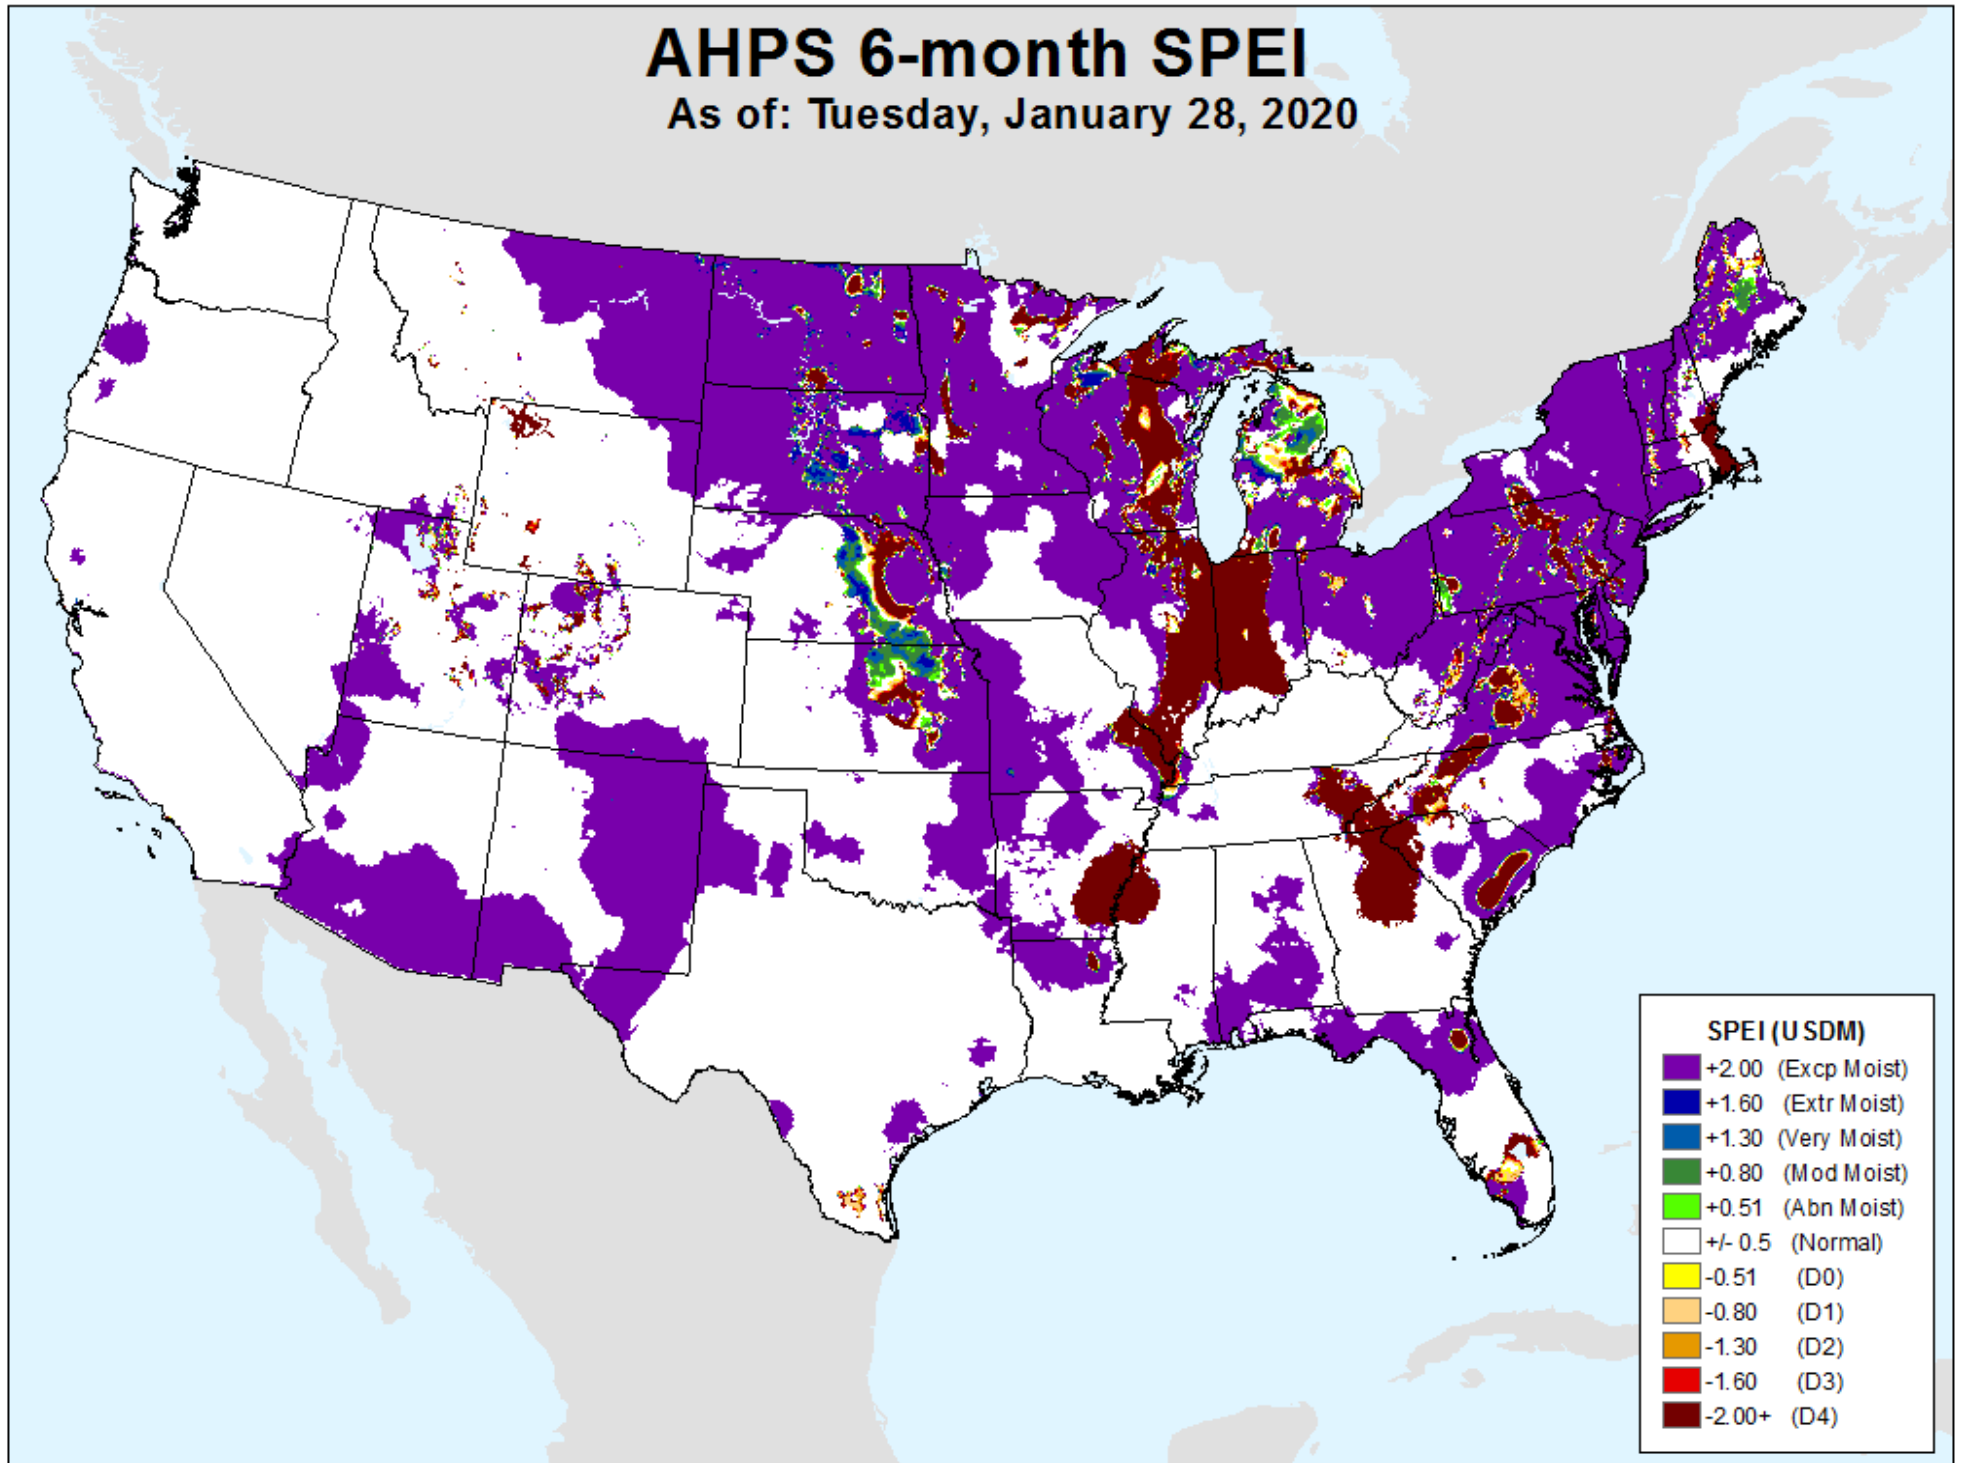 AHPS 6-month SPEI
As of: Tuesday, January 28, 2020
SPEI (USDM)
+2.00 (Excp Moist)
+1.60 (Extr Moist)
+1.30 (Very Moist)
+0.80 (Mod Moist)
+0.51 (Abn Moist)
+/- 0.5 (Normal)
-0.51 (D0)
-0.80 (D1)
-1.30 (D2)
-1.60 (D3)
-2.00+ (D4)